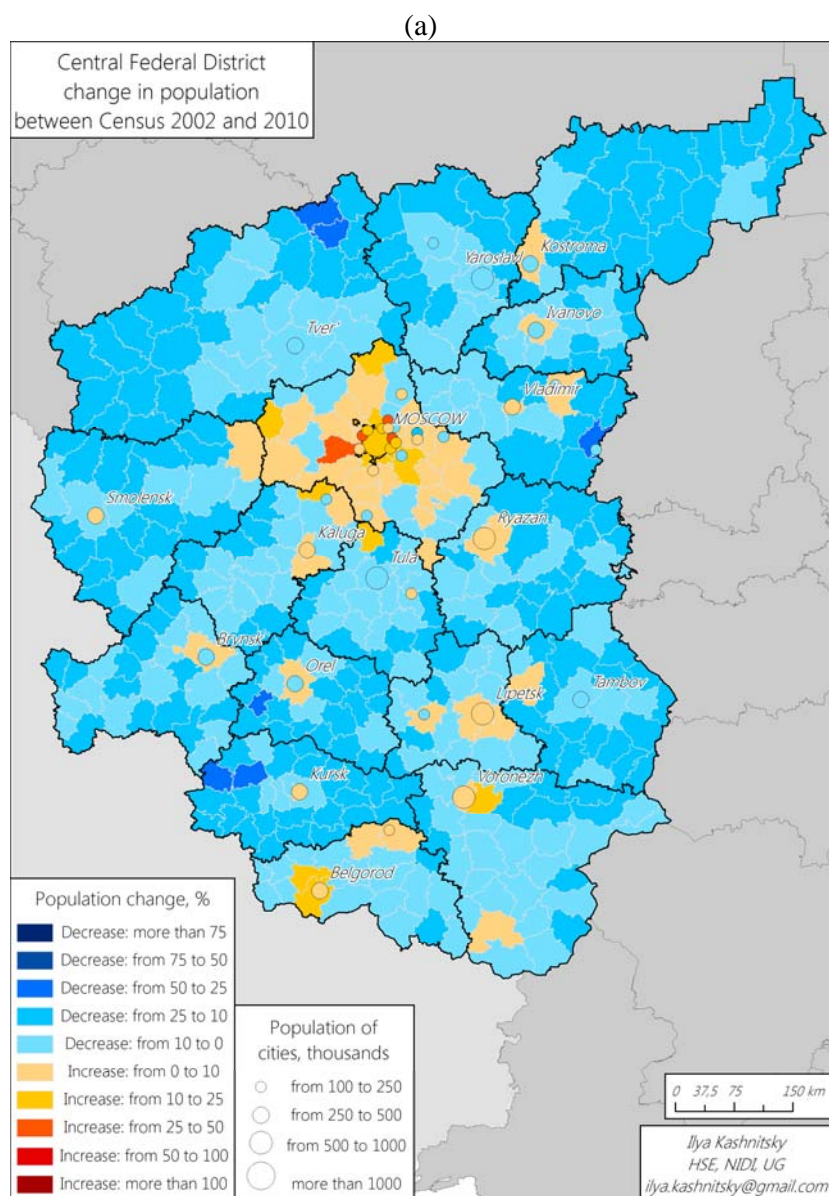 (a)
Central Federal District
change in population
between Census 2002 and 2010
Kostroma
Yaroslavl
Ivanovo
Tver'
Vladimir
MOSCOW
Smolensk
Ryazan
Kaluga
Tula
Brynsk
Orel
Lipetsk
Tambov
Kursk
Voronezh
Belgorod
Population change, %
Decrease: more than 75
Decrease: from 75 to 50
Decrease: from 50 to 25
Decrease: from 25 to 10
Decrease: from 10 to 0
Increase: from 0 to 10
Increase: from 10 to 25
Increase: from 25 to 50
Increase: from 50 to 100
Increase: more than 100
Population of
cities, thousands
from 100 to 250
from 250 to 500
from 500 to 1000
more than 1000
0 37,5 75 150 km
Ilya Kashnitsky
HSE, NIDI, UG
ilya.kashnitsky@gmail.com